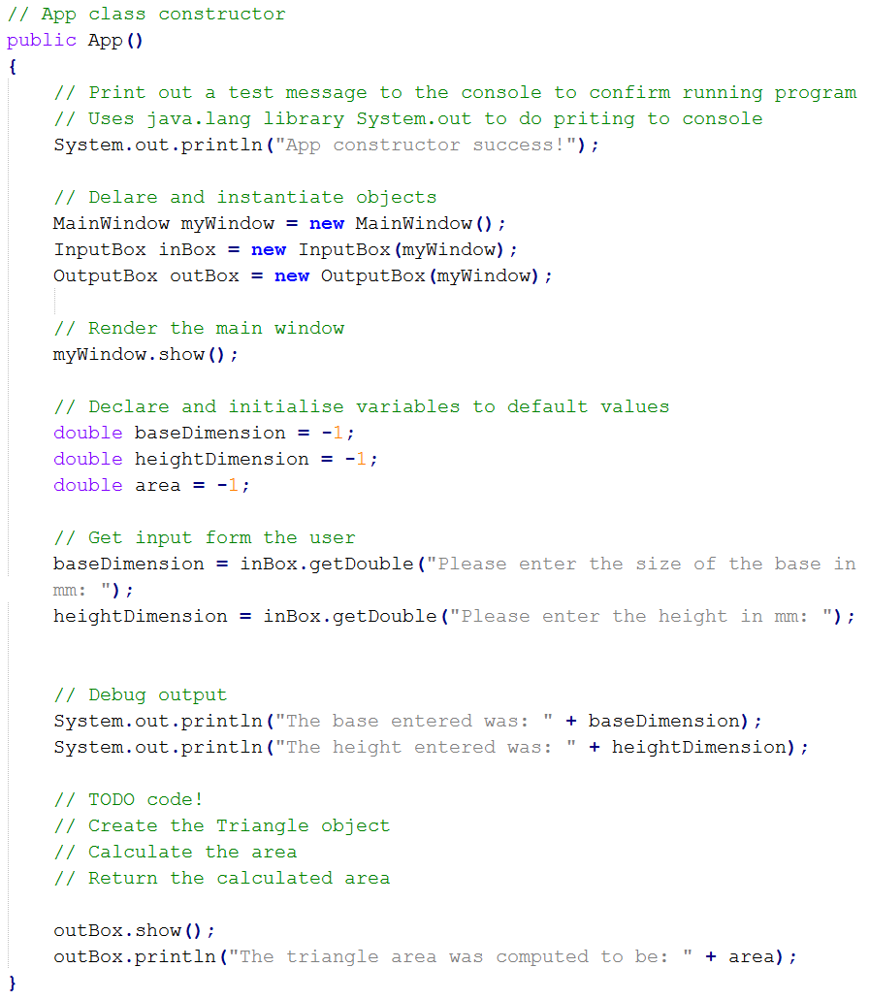 // App class constructor
public App()
{
// Print out a test message to the console to confirm running program
// Uses java.lang library System.out to do priting to console
System.out.println("App constructor success!");
// Delare and instantiate objects
MainWindow myWindow = new MainWindow();
InputBox inBox = new InputBox(myWindow);
OutputBox outBox = new OutputBox(myWindow);
// Render the main window
myWindow.show();
// Declare and initialise variables to default values
double baseDimension = -1;
double heightDimension = -1;
double area = -1;
// Get input form the user
baseDimension = inBox.getDouble("Please enter the size of the base in
mm: ");
heightDimension = inBox.getDouble("Please enter the height in mm: ");
// Debug output
System.out.println("The base entered was: " + baseDimension);
System.out.println("The height entered was: " + heightDimension);
// TODO code!
// Create the Triangle object
// Calculate the area
// Return the calculated area
outBox.show();
outBox.println("The triangle area was computed to be: " + area);
}